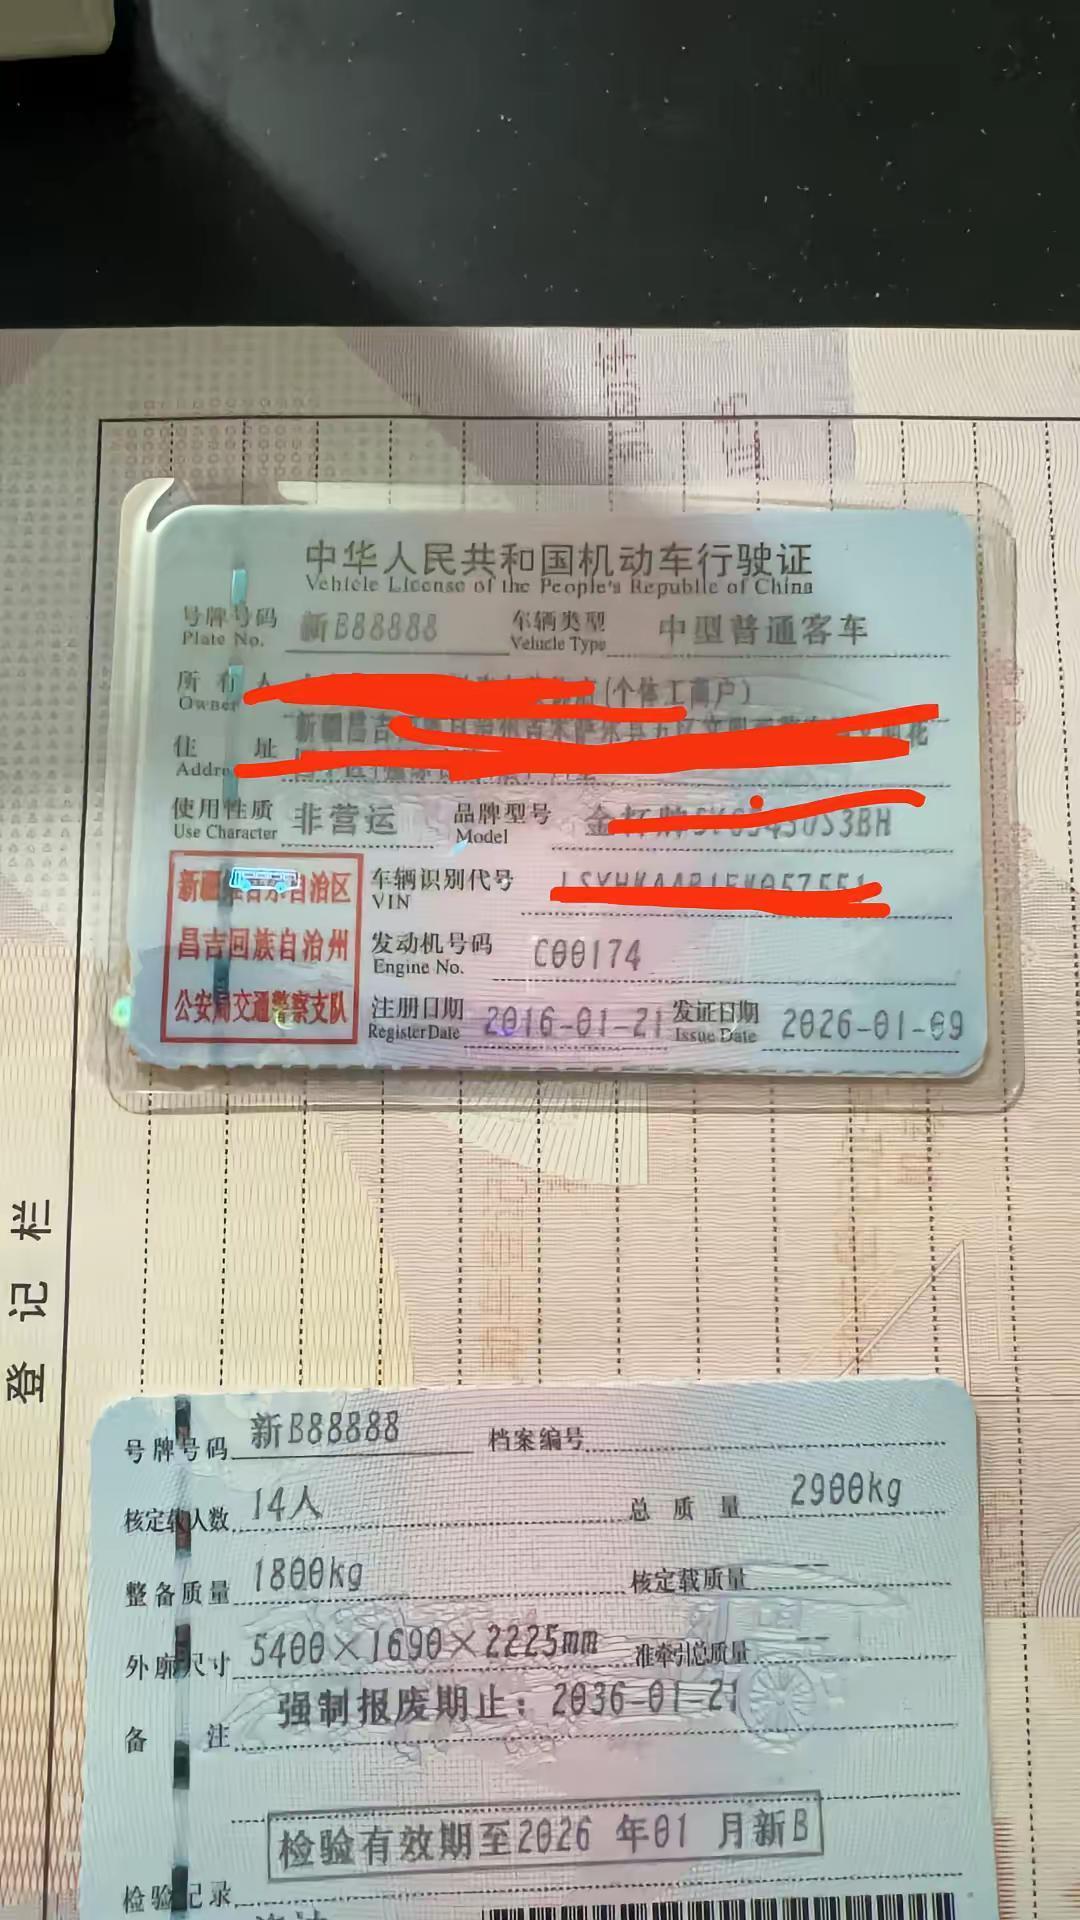 中华人民共和国机动车行驶证
Vehicle License of the People's Republic of China
号牌号码 新B88888 车辆类型 中型普通客车
Plate No. Vehicle Type
所有人 (个体工商户)
Owner
新疆昌吉
住址
Addre
使用性质 非营运 品牌型号 金
Use Character Model
新疆 自治区
昌吉回族自治州
公安局交通警察支队
车辆识别代号
VIN
发动机号码 C00174
Engine No.
注册日期 2016-01-21 发证日期 2026-01-09
Register Date Issue Date
登记栏
号牌号码 新B88888 档案编号
核定载人数 14人 总质量 2900kg
整备质量 1800kg 核定载质量 --
外廓尺寸 5400×1690×2225mm 准牵引总质量 --
强制报废期止：2036-01-21
备注
检验有效期至2026年01月新B
检验记录